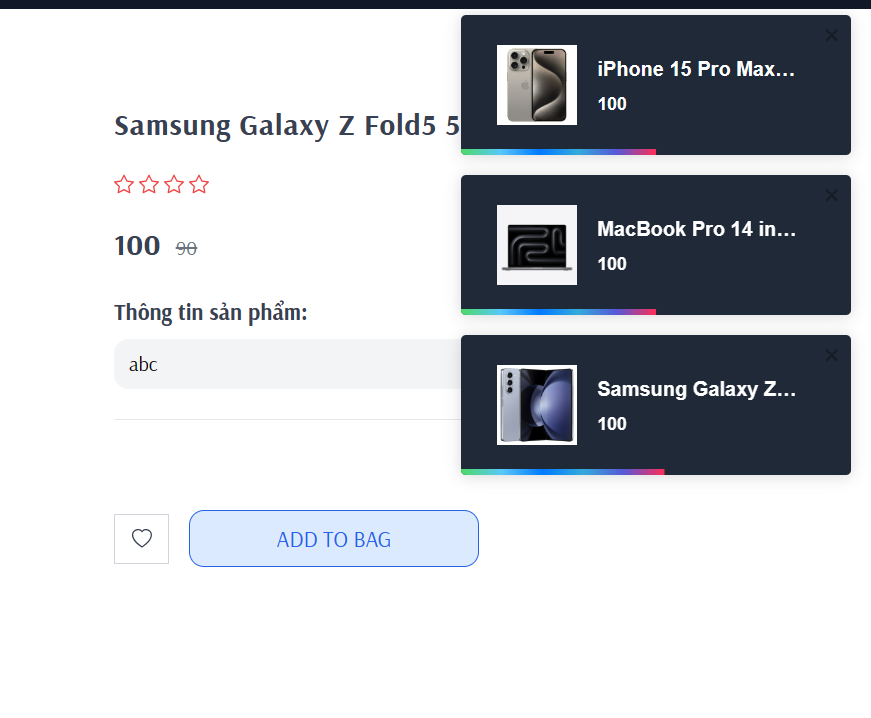 Samsung Galaxy Z Fold5 5
100 90
Thông tin sản phẩm:
abc
ADD TO BAG
iPhone 15 Pro Max...
100
MacBook Pro 14 in...
100
Samsung Galaxy Z...
100